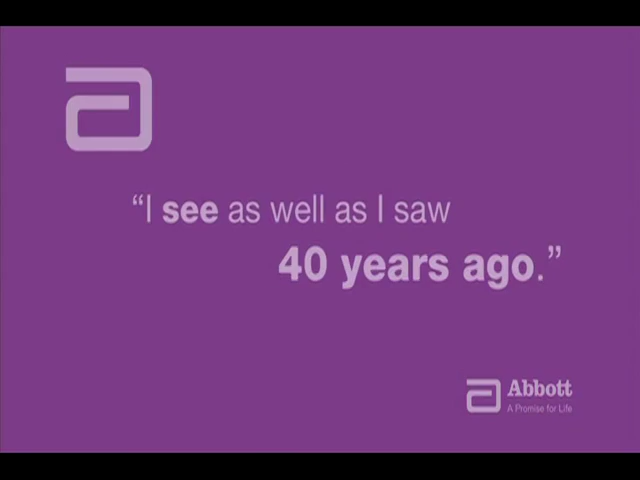 “I see as well as I saw
40 years ago.”
Abbott
A Promise for Life